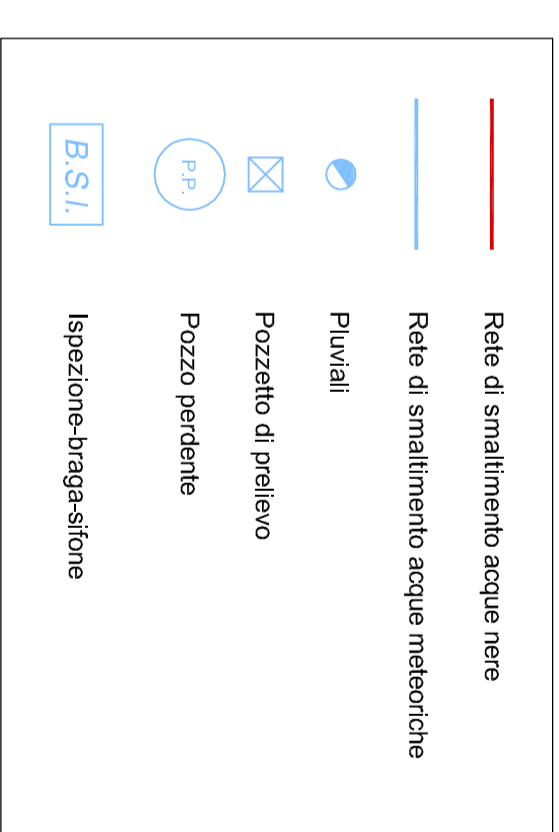 Rete di smaltimento acque nere
Rete di smaltimento acque meteoriche
Pluviali
Pozzetto di prelievo
P.P. Pozzo perdente
B.S.I. Ispezione-braga-sifone